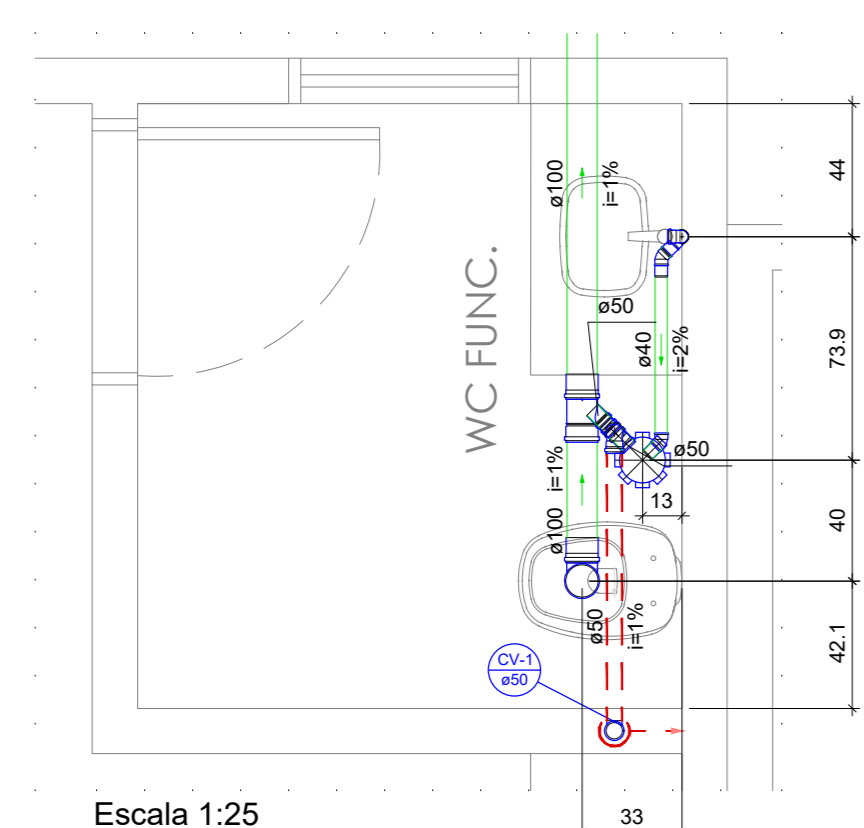 44
ø100
i=1%
WC FUNC.
ø50
ø40
i=2%
73.9
ø50
i=1%
13
ø100
40
ø50
i=1%
42.1
CV-1
ø50
Escala 1:25
33